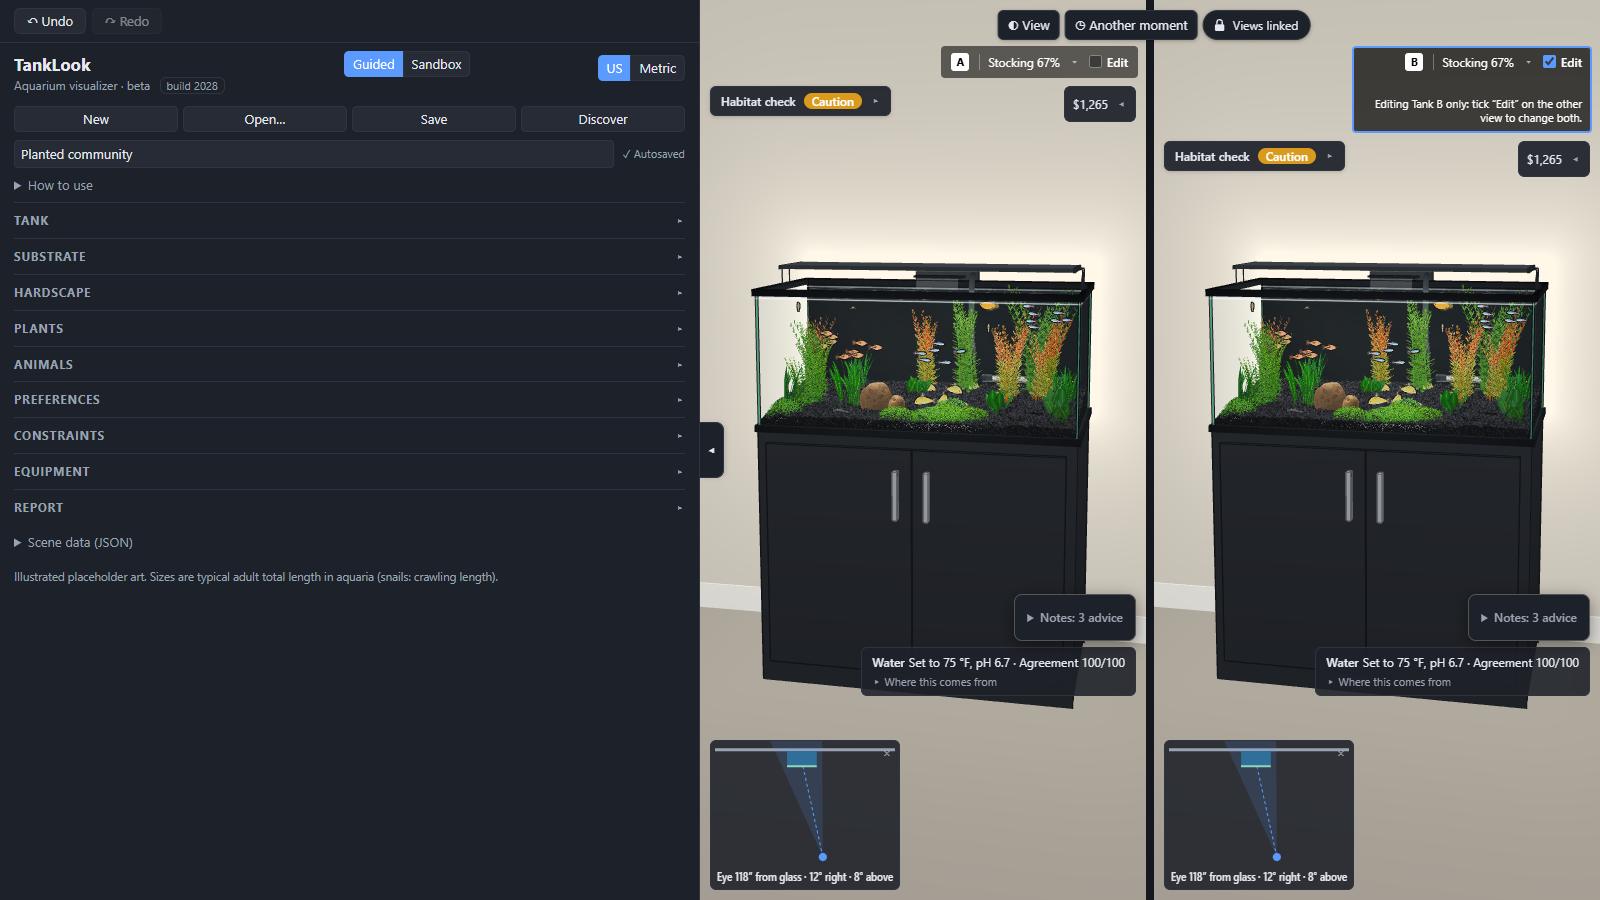 Undo
Redo
TankLook
Aquarium visualizer · beta
build 2028
Guided
Sandbox
US
Metric
New
Open...
Save
Discover
Planted community
✓ Autosaved
How to use
TANK
SUBSTRATE
HARDSCAPE
PLANTS
ANIMALS
PREFERENCES
CONSTRAINTS
EQUIPMENT
REPORT
Scene data (JSON)
Illustrated placeholder art. Sizes are typical adult total length in aquaria (snails: crawling length).
View
Another moment
Views linked
A
Stocking 67%
Edit
Habitat check
Caution
$1,265
Notes: 3 advice
Water Set to 75 °F, pH 6.7 · Agreement 100/100
Where this comes from
Eye 118″ from glass · 12° right · 8° above
B
Stocking 67%
Edit
Editing Tank B only: tick “Edit” on the other
view to change both.
Habitat check
Caution
$1,265
Notes: 3 advice
Water Set to 75 °F, pH 6.7 · Agreement 100/100
Where this comes from
Eye 118″ from glass · 12° right · 8° above